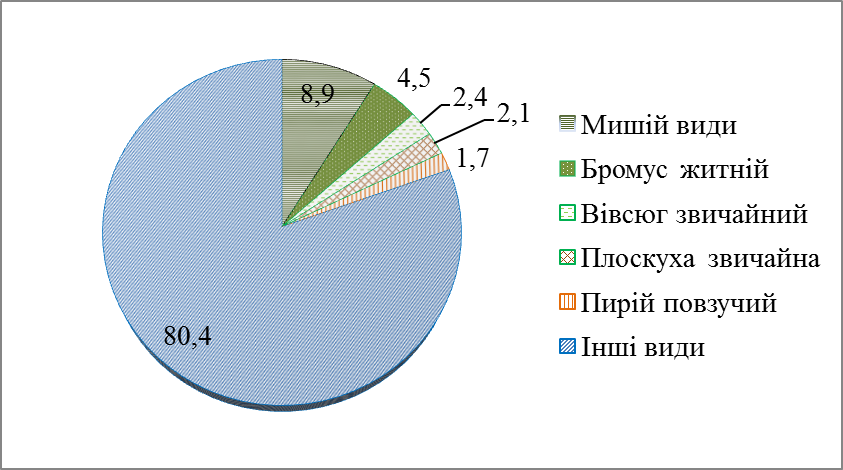 8,9
4,5
2,4
2,1
1,7
80,4
Мишій види
Бромус житній
Вівсюг звичайний
Плоскуха звичайна
Пирій повзучий
Інші види